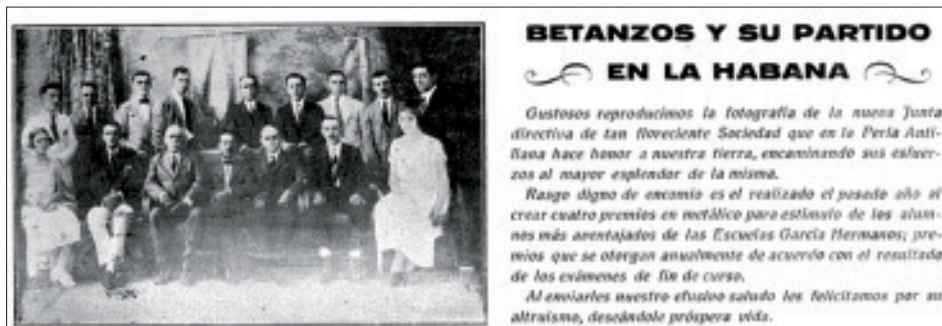 BETANZOS Y SU PARTIDO
EN LA HABANA
Gustosos reproducimos la fotografía de la nueva Junta
directiva de tan floreciente Sociedad que en la Perla Anti-
llana hace honor a nuestra tierra, encaminando sus esfuer-
zos al mayor esplendor de la misma.
Rasgo digno de encomio es el realizado el pasado año al
crear cuatro premios en metálico para estímulo de los alum-
nos más aventajados de las Escuelas García Hermanos; pre-
mios que se otorgan anualmente de acuerdo con el resultado
de los exámenes de fin de curso.
Al enviarles nuestro efusivo saludo les felicitamos por su
altruismo, deseándole próspera vida.